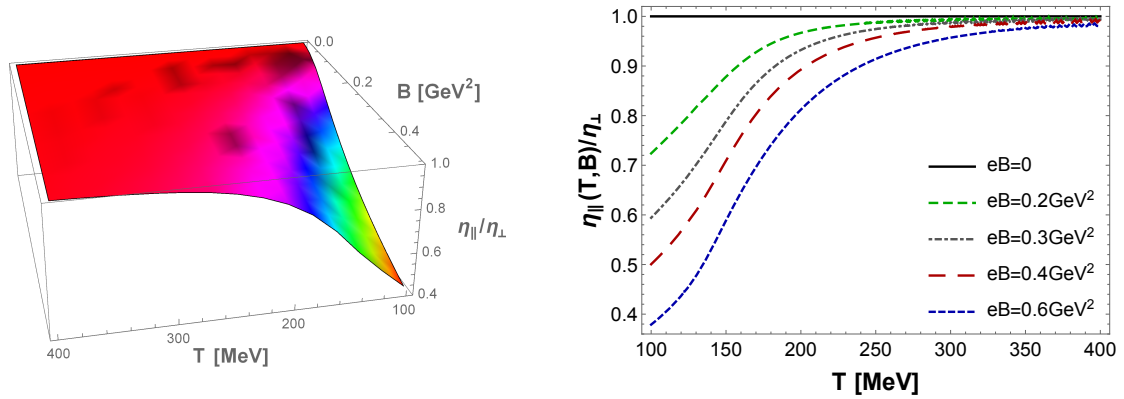 0.0
0.2
B [GeV²]
0.4
1.0
0.8
η∥/η⊥
0.6
0.4
100
200
300
400
T [MeV]
1.0
0.9
0.8
0.7
0.6
0.5
0.4
η∥(T,B)/η⊥
eB=0
eB=0.2GeV²
eB=0.3GeV²
eB=0.4GeV²
eB=0.6GeV²
100 150 200 250 300 350 400
T [MeV]